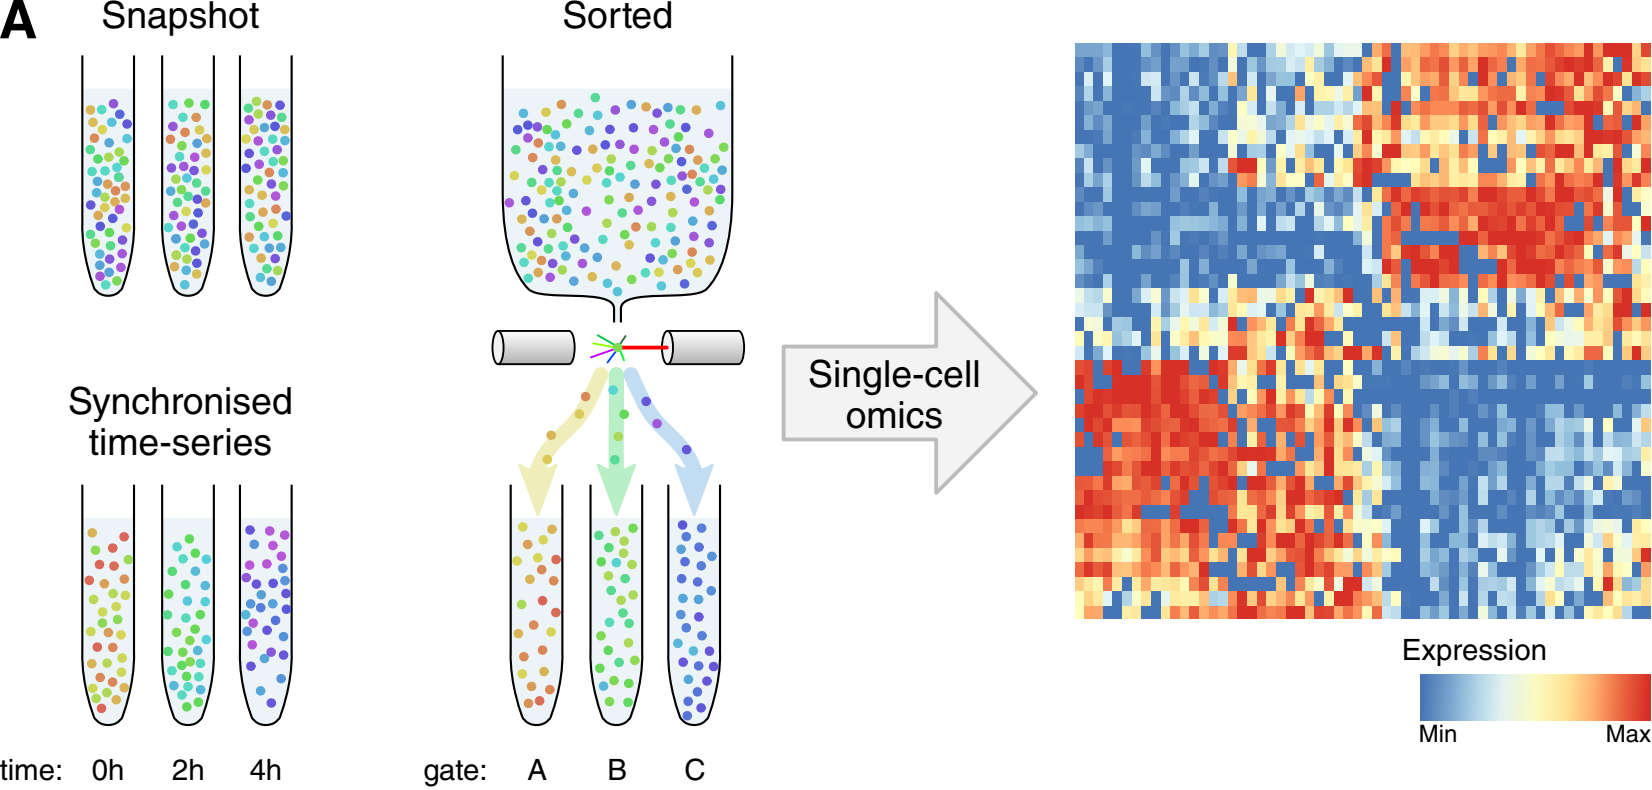 A
Snapshot
Sorted
Synchronised
time-series
Single-cell
omics
Expression
Min
Max
time:
0h
2h
4h
gate:
A
B
C